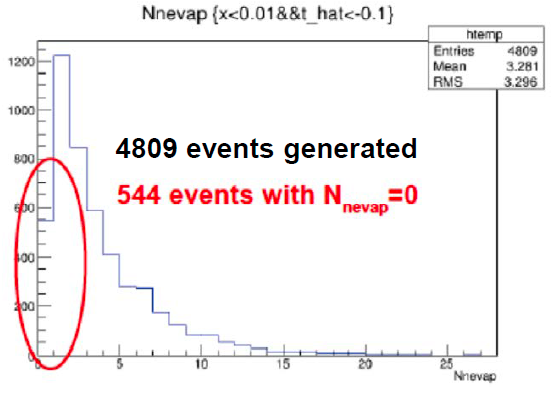 Nnevap {x<0.01&&t_hat<-0.1}
htemp
Entries 4809
Mean 3.281
RMS 3.296
1200
1000
800
600
400
200
4809 events generated
544 events with Nnevap=0
0 5 10 15 20 25
Nnevap